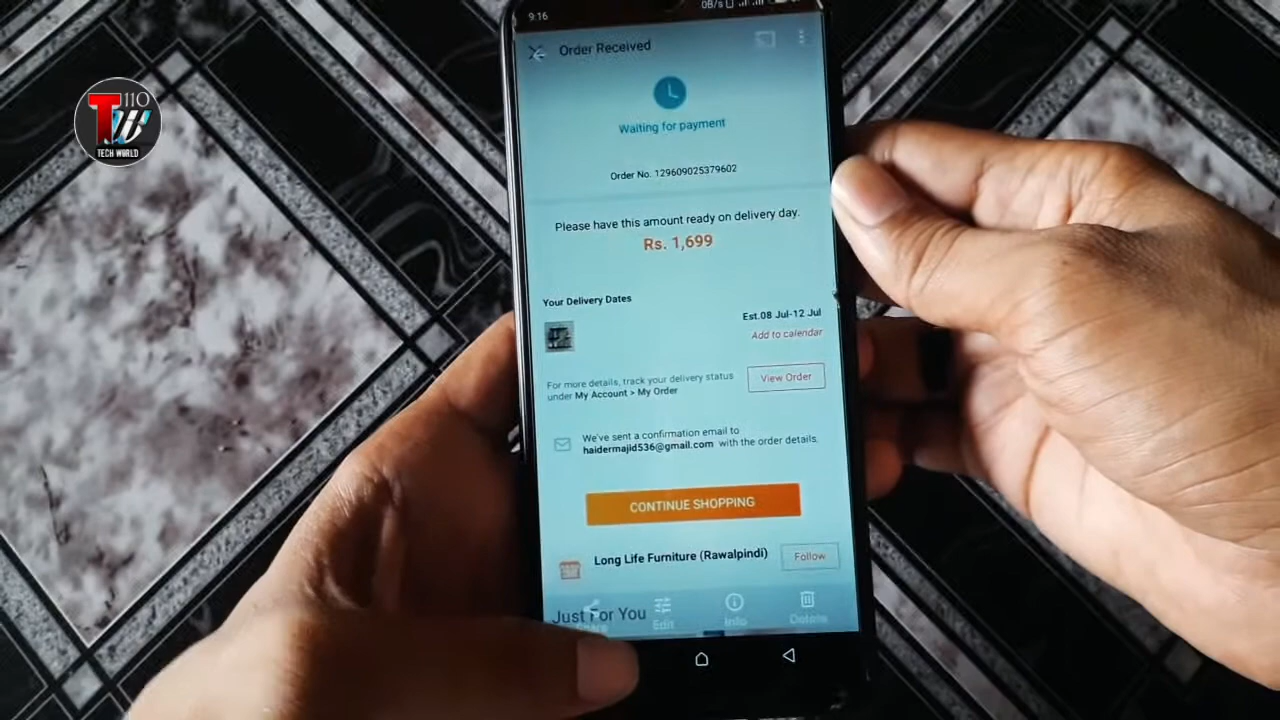 9:16
0B/s
Order Received
T
110
W
TECH WORLD
Waiting for payment
Order No. 129609025379602
Please have this amount ready on delivery day.
Rs. 1,699
Your Delivery Dates
Est.08 Jul-12 Jul
Add to calendar
For more details, track your delivery status
under My Account > My Order
View Order
We've sent a confirmation email to
haidermajid536@gmail.com with the order details.
CONTINUE SHOPPING
Long Life Furniture (Rawalpindi)
Follow
Just For You
Share
Edit
Info
Delete